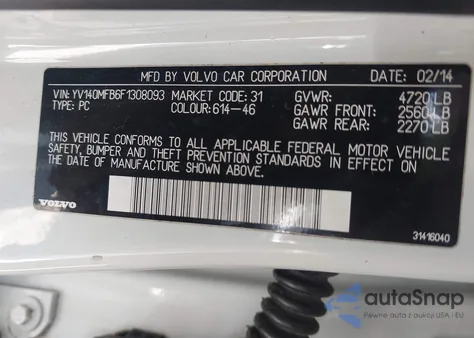 MFD BY VOLVO CAR CORPORATION DATE: 02/14
VIN: YV140MFB6F1308093 MARKET CODE: 31 GVWR: 4720 LB
TYPE: PC COLOUR: 614-46 GAWR FRONT: 2560 LB
GAWR REAR: 2270 LB
THIS VEHICLE CONFORMS TO ALL APPLICABLE FEDERAL MOTOR VEHICLE
SAFETY, BUMPER AND THEFT PREVENTION STANDARDS IN EFFECT ON
THE DATE OF MANUFACTURE SHOWN ABOVE.
VOLVO 31416040
autoSnap
Pewne auta z aukcji USA i EU